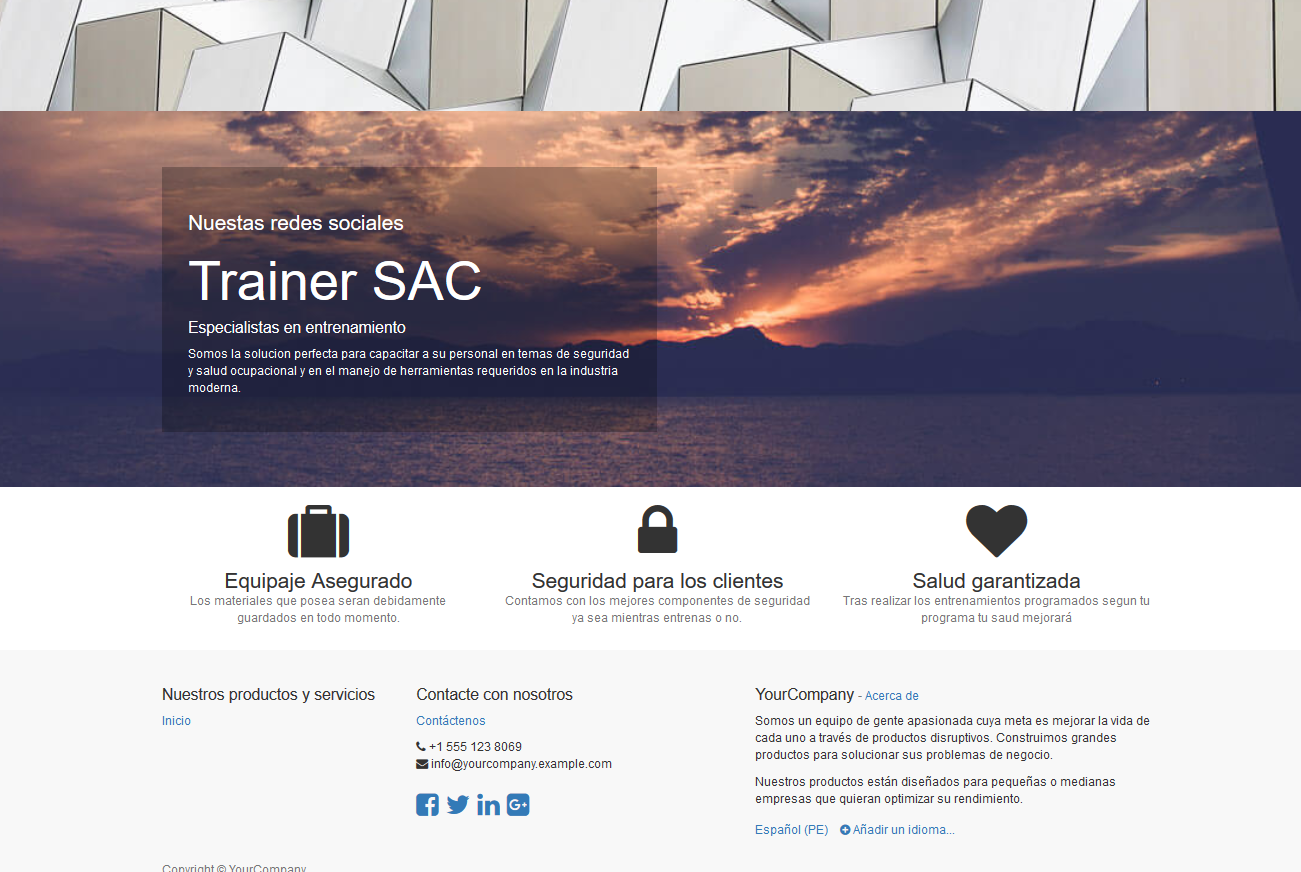 Nuestas redes sociales
Trainer SAC
Especialistas en entrenamiento
Somos la solucion perfecta para capacitar a su personal en temas de seguridad
y salud ocupacional y en el manejo de herramientas requeridos en la industria
moderna.
Equipaje Asegurado
Los materiales que posea seran debidamente
guardados en todo momento.
Seguridad para los clientes
Contamos con los mejores componentes de seguridad
ya sea mientras entrenas o no.
Salud garantizada
Tras realizar los entrenamientos programados segun tu
programa tu saud mejorará
Nuestros productos y servicios
Inicio
Contacte con nosotros
Contáctenos
+1 555 123 8069
info@yourcompany.example.com
YourCompany - Acerca de
Somos un equipo de gente apasionada cuya meta es mejorar la vida de
cada uno a través de productos disruptivos. Construimos grandes
productos para solucionar sus problemas de negocio.
Nuestros productos están diseñados para pequeñas o medianas
empresas que quieran optimizar su rendimiento.
Español (PE) Añadir un idioma...
Copyright © YourCompany